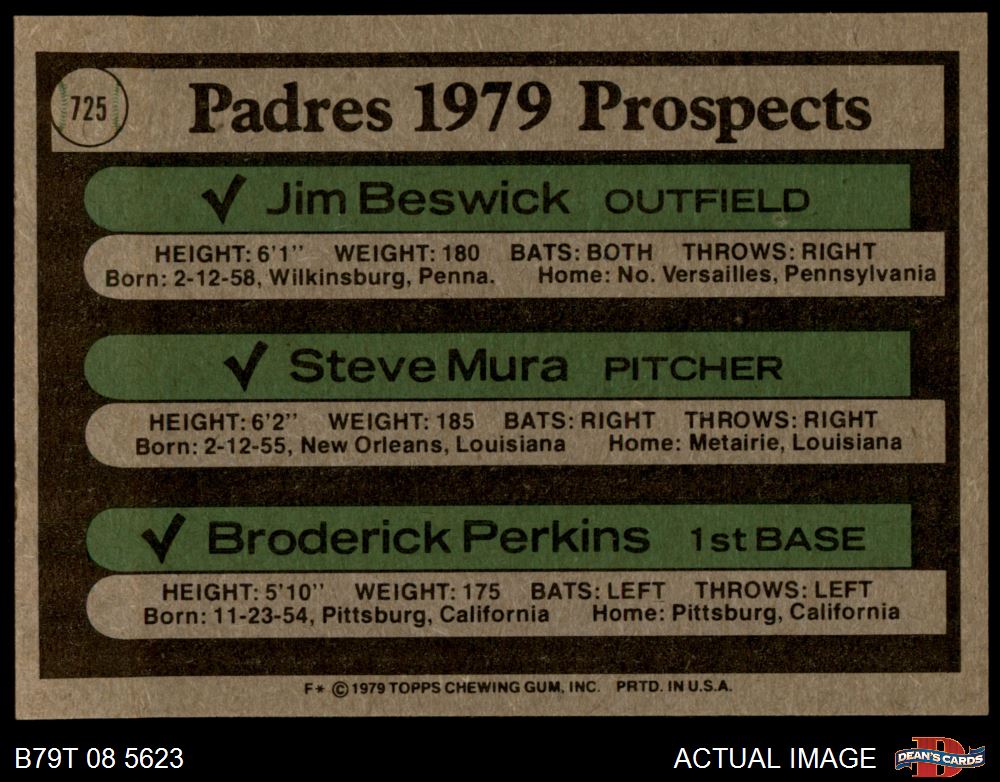 725
Padres 1979 Prospects
✓ Jim Beswick OUTFIELD
HEIGHT: 6'1'' WEIGHT: 180 BATS: BOTH THROWS: RIGHT
Born: 2-12-58, Wilkinsburg, Penna. Home: No. Versailles, Pennsylvania
✓ Steve Mura PITCHER
HEIGHT: 6'2'' WEIGHT: 185 BATS: RIGHT THROWS: RIGHT
Born: 2-12-55, New Orleans, Louisiana Home: Metairie, Louisiana
✓ Broderick Perkins 1st BASE
HEIGHT: 5'10'' WEIGHT: 175 BATS: LEFT THROWS: LEFT
Born: 11-23-54, Pittsburg, California Home: Pittsburg, California
F* © 1979 TOPPS CHEWING GUM, INC. PRTD. IN U.S.A.
B79T 08 5623 ACTUAL IMAGE
D
DEAN'S CARDS